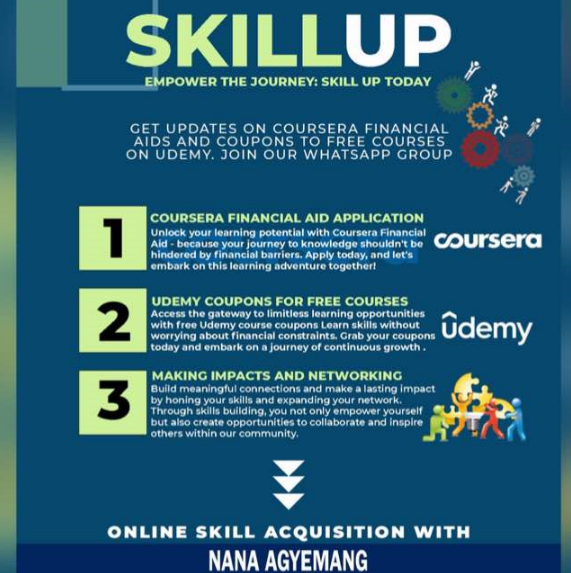 SKILLUP
EMPOWER THE JOURNEY: SKILL UP TODAY
GET UPDATES ON COURSERA FINANCIAL
AIDS AND COUPONS TO FREE COURSES
ON UDEMY. JOIN OUR WHATSAPP GROUP
1
COURSERA FINANCIAL AID APPLICATION
Unlock your learning potential with Coursera Financial
Aid - because your journey to knowledge shouldn't be
hindered by financial barriers. Apply today, and let's
embark on this learning adventure together!
coursera
2
UDEMY COUPONS FOR FREE COURSES
Access the gateway to limitless learning opportunities
with free Udemy course coupons Learn skills without
worrying about financial constraints. Grab your coupons
today and embark on a journey of continuous growth .
ûdemy
3
MAKING IMPACTS AND NETWORKING
Build meaningful connections and make a lasting impact
by honing your skills and expanding your network.
Through skills building, you not only empower yourself
but also create opportunities to collaborate and inspire
others within our community.
ONLINE SKILL ACQUISITION WITH
NANA AGYEMANG